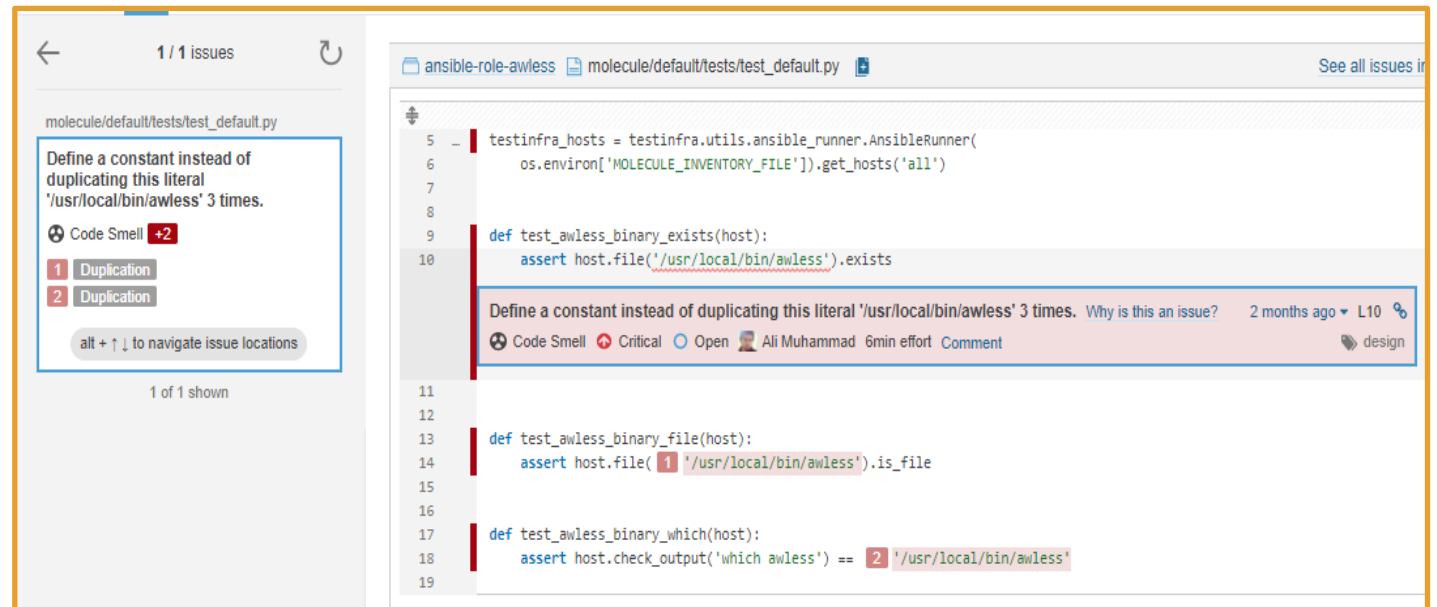 1 / 1 issues
molecule/default/tests/test_default.py
Define a constant instead of
duplicating this literal
'/usr/local/bin/awless' 3 times.
Code Smell +2
1 Duplication
2 Duplication
alt + ↑ ↓ to navigate issue locations
1 of 1 shown
ansible-role-awless molecule/default/tests/test_default.py See all issues in
5 … testinfra_hosts = testinfra.utils.ansible_runner.AnsibleRunner(
6 os.environ['MOLECULE_INVENTORY_FILE']).get_hosts('all')
7
8
9 def test_awless_binary_exists(host):
10 assert host.file('/usr/local/bin/awless').exists
Define a constant instead of duplicating this literal '/usr/local/bin/awless' 3 times. Why is this an issue? 2 months ago L10
Code Smell Critical Open Ali Muhammad 6min effort Comment design
11
12
13 def test_awless_binary_file(host):
14 assert host.file( 1 '/usr/local/bin/awless').is_file
15
16
17 def test_awless_binary_which(host):
18 assert host.check_output('which awless') == 2 '/usr/local/bin/awless'
19